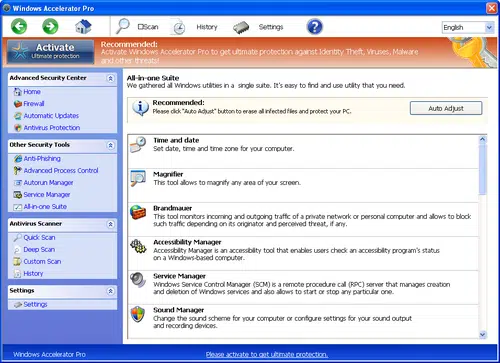 Windows Accelerator Pro
Scan
History
Settings
?
English
Activate
Ultimate protection
Recommended:
Activate Windows Accelerator Pro to get ultimate protection against Identity Theft, Viruses, Malware
and other threats!
Advanced Security Center
Home
Firewall
Automatic Updates
Antivirus Protection
Other Security Tools
Anti-Phishing
Advanced Process Control
Autorun Manager
Service Manager
All-in-one Suite
Antivirus Scanner
Quick Scan
Deep Scan
Custom Scan
History
Settings
Settings
All-in-one Suite
We gathered all Windows utilities in a single suite. It's easy to find and use utility that you need.
Recommended:
Please click "Auto Adjust" button to erase all infected files and protect your PC.
Auto Adjust
Time and date
Set date, time and time zone for your computer.
Magnifier
This tool allows to magnify any area of your screen.
Brandmauer
This tool monitors incoming and outgoing traffic of a private network or personal computer and allows to block
such traffic depending on its originator and perceived threat, if any.
Accessibility Manager
Accessibility Manager is an accessibility tool that enables users check an accessibility program's status
on a Windows-based computer.
Service Manager
Windows Service Control Manager (SCM) is a remote procedure call (RPC) server that manages creation
and deletion of Windows services and also allows to start or stop any particular one.
Sound Manager
Change the sound scheme for your computer or configure settings for your sound output
and recording devices.
Windows Accelerator Pro
Please activate to get ultimate protection.